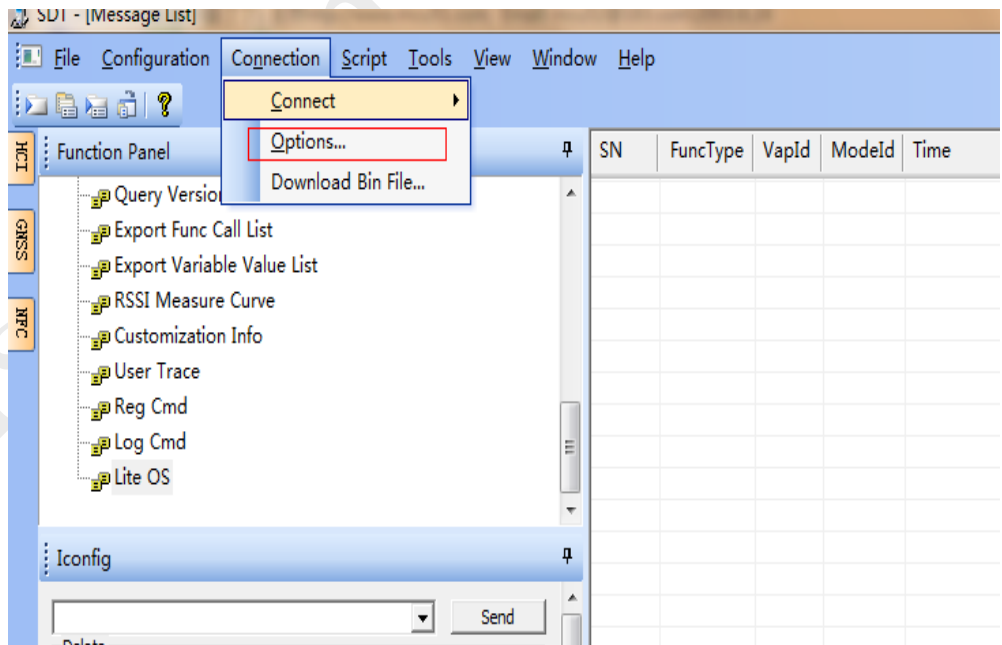 SDT - [Message List]
File Configuration Connection Script Tools View Window Help
Connect
Options...
Download Bin File...
HCI
GNSS
NFC
Function Panel
SN FuncType VapId ModeId Time
Query Version
Export Func Call List
Export Variable Value List
RSSI Measure Curve
Customization Info
User Trace
Reg Cmd
Log Cmd
Lite OS
Iconfig
Send
Delete